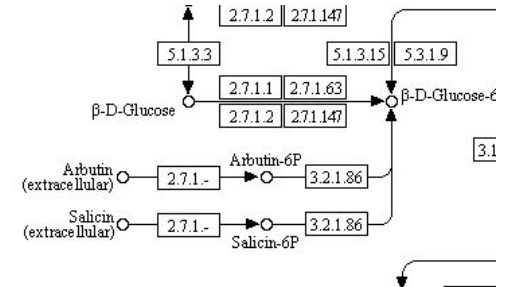 2.7.1.2 2.7.1.147
5.1.3.3 5.1.3.15 5.3.1.9
2.7.1.1 2.7.1.63
β-D-Glucose β-D-Glucose-6
2.7.1.2 2.7.1.147
3.1
Arbutin
(extracellular)
2.7.1.- Arbutin-6P 3.2.1.86
Salicin
(extracellular)
2.7.1.- Salicin-6P 3.2.1.86